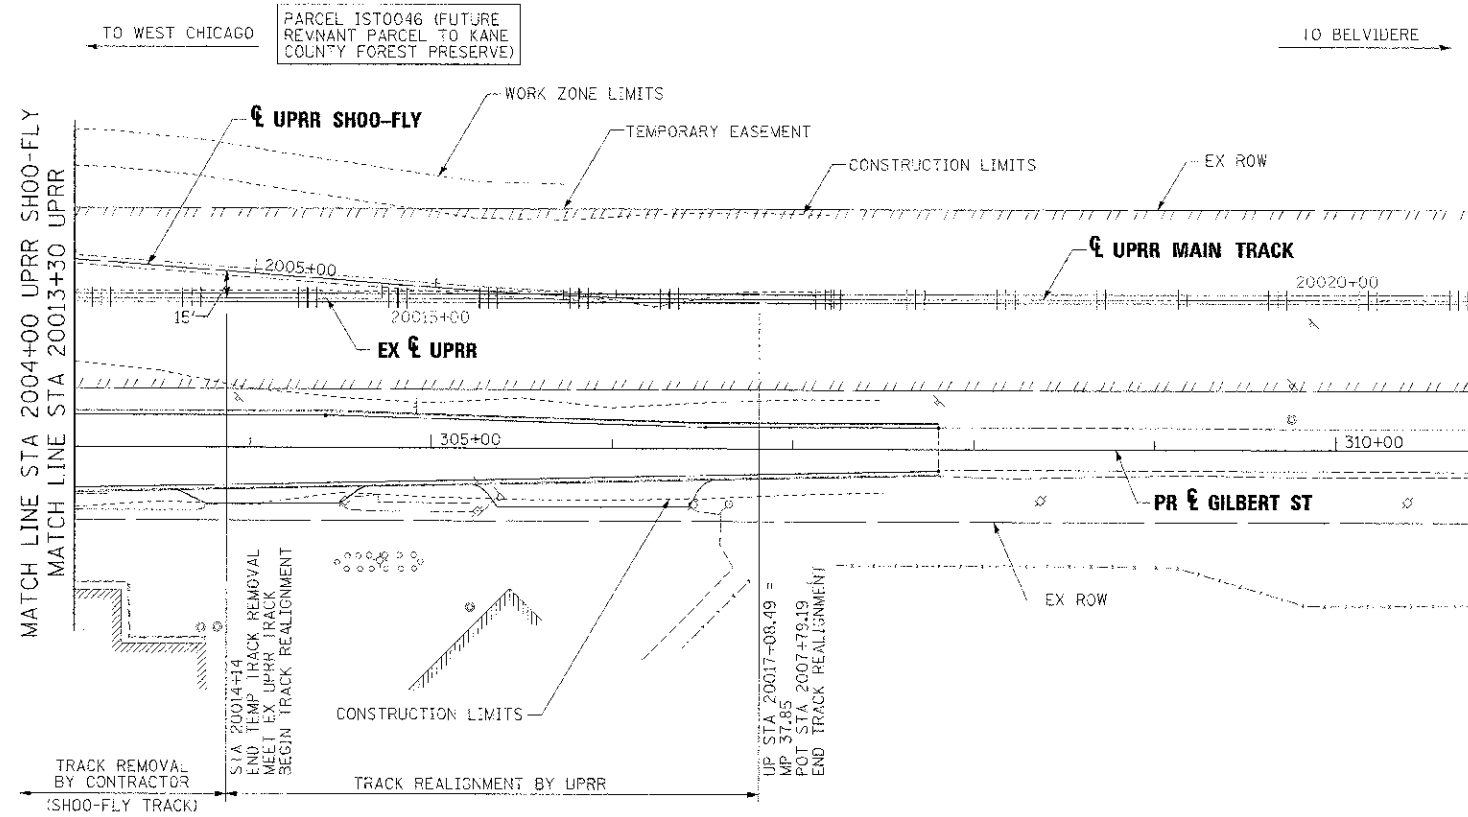 TO WEST CHICAGO
PARCEL 1ST0046 (FUTURE
REVNANT PARCEL TO KANE
COUNTY FOREST PRESERVE)
TO BELVIDERE
WORK ZONE LIMITS
℄ UPRR SHOO-FLY
TEMPORARY EASEMENT
CONSTRUCTION LIMITS
EX ROW
MATCH LINE STA 2004+00 UPRR SHOO-FLY
MATCH LINE STA 20013+30 UPRR
2005+00
℄ UPRR MAIN TRACK
20020+00
15'
20015+00
EX ℄ UPRR
305+00
310+00
PR ℄ GILBERT ST
EX ROW
STA 20014+14
END TEMP TRACK REMOVAL
MEET EX UPRR TRACK
BEGIN TRACK REALIGNMENT
UP STA 20017+08.49 =
MP 37.85
POT STA 2007+79.19
END TRACK REALIGNMENT
CONSTRUCTION LIMITS
TRACK REMOVAL
BY CONTRACTOR
(SHOO-FLY TRACK)
TRACK REALIGNMENT BY UPRR